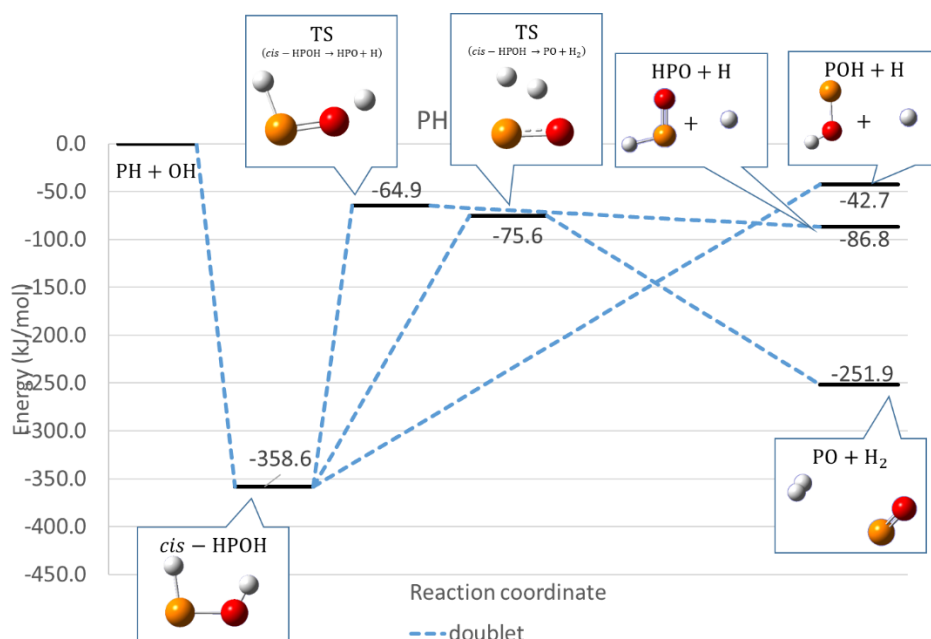 TS
(cis − HPOH → HPO + H)
TS
(cis − HPOH → PO + H₂)
HPO + H
+
POH + H
+
PH
0.0
PH + OH
-50.0
-64.9
-42.7
-75.6
-86.8
-100.0
-150.0
-200.0
-250.0
-251.9
-300.0
-350.0
-358.6
-400.0
-450.0
Energy (kJ/mol)
PO + H₂
cis − HPOH
Reaction coordinate
doublet